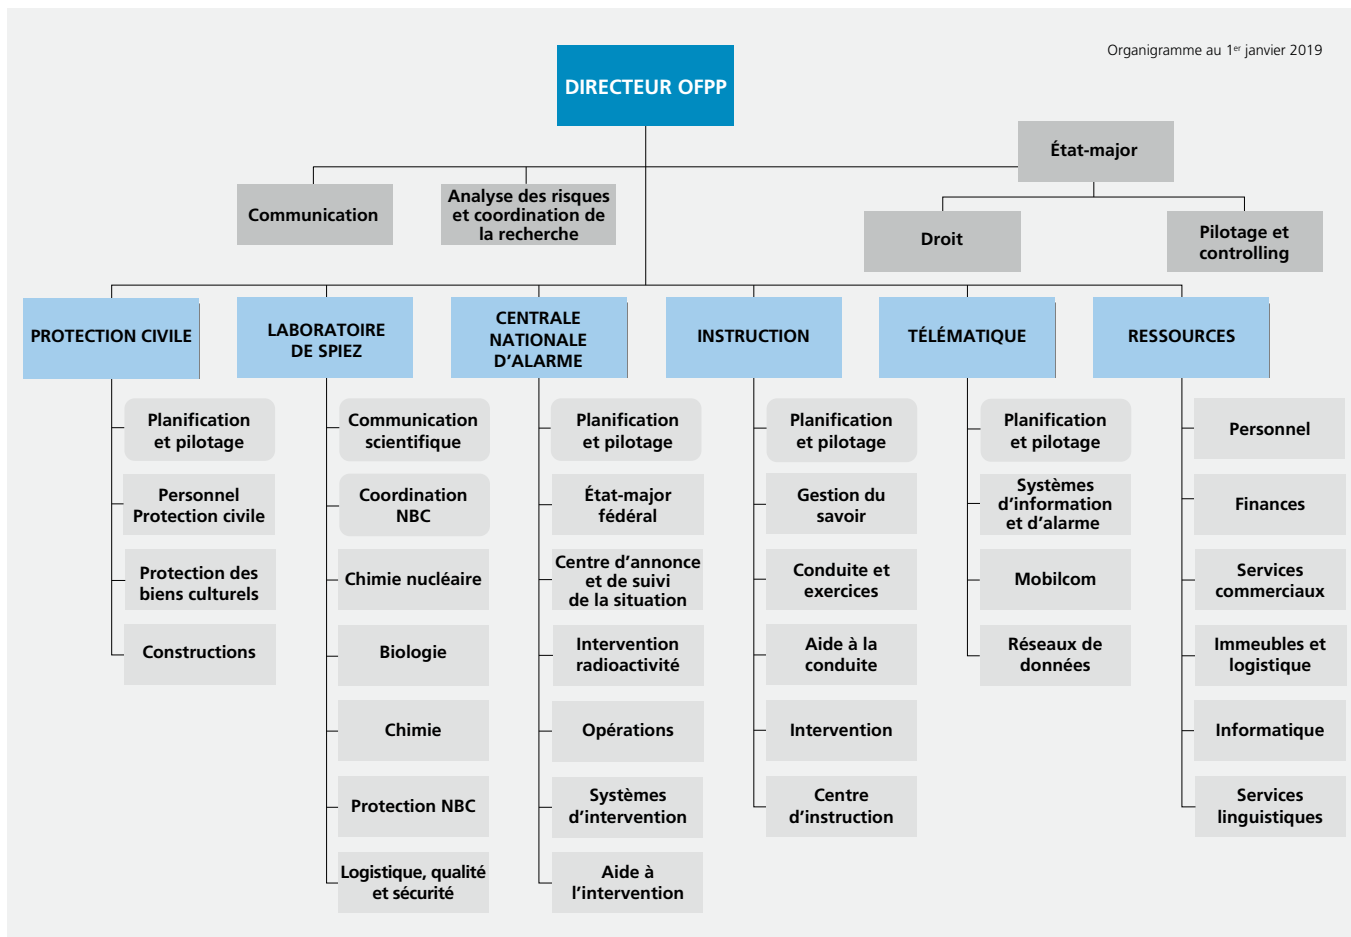 Organigramme au 1er janvier 2019
DIRECTEUR OFPP
État-major
Communication
Analyse des risques
et coordination de
la recherche
Droit
Pilotage et
controlling
PROTECTION CIVILE
LABORATOIRE
DE SPIEZ
CENTRALE
NATIONALE
D’ALARME
INSTRUCTION
TÉLÉMATIQUE
RESSOURCES
Planification
et pilotage
Personnel
Protection civile
Protection des
biens culturels
Constructions
Communication
scientifique
Coordination
NBC
Chimie nucléaire
Biologie
Chimie
Protection NBC
Logistique, qualité
et sécurité
Planification
et pilotage
État-major
fédéral
Centre d’annonce
et de suivi
de la situation
Intervention
radioactivité
Opérations
Systèmes
d’intervention
Aide à
l’intervention
Planification
et pilotage
Gestion du
savoir
Conduite et
exercices
Aide à la
conduite
Intervention
Centre
d’instruction
Planification
et pilotage
Systèmes
d’information
et d’alarme
Mobilcom
Réseaux de
données
Personnel
Finances
Services
commerciaux
Immeubles et
logistique
Informatique
Services
linguistiques